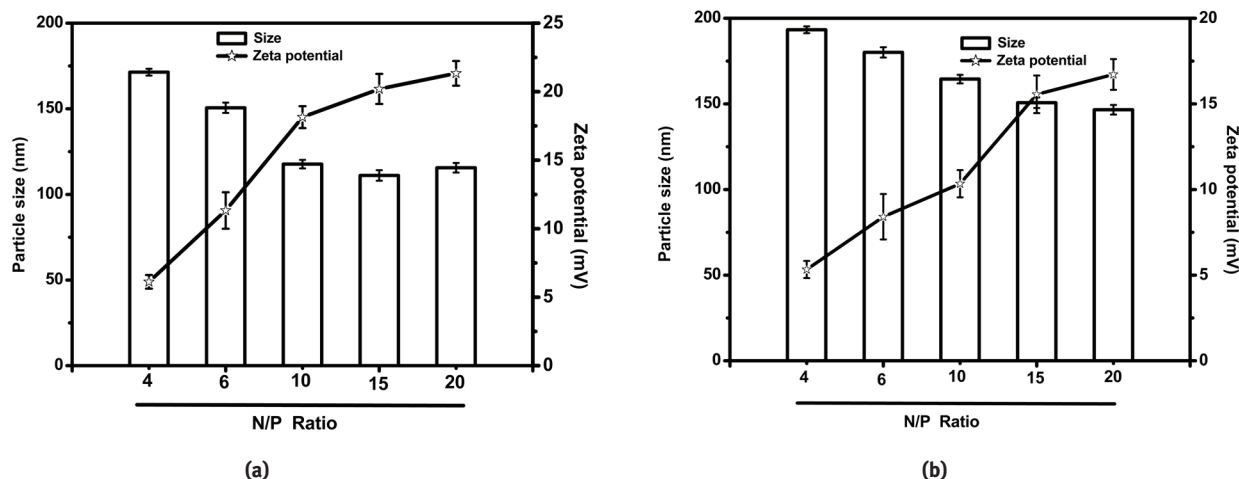 200
150
100
50
0
Particle size (nm)
Size
Zeta potential
25
20
15
10
5
0
Zeta potential (mV)
4 6 10 15 20
N/P Ratio
(a)
200
150
100
50
0
Particle size (nm)
Size
Zeta potential
20
15
10
5
0
Zeta potential (mV)
4 6 10 15 20
N/P Ratio
(b)